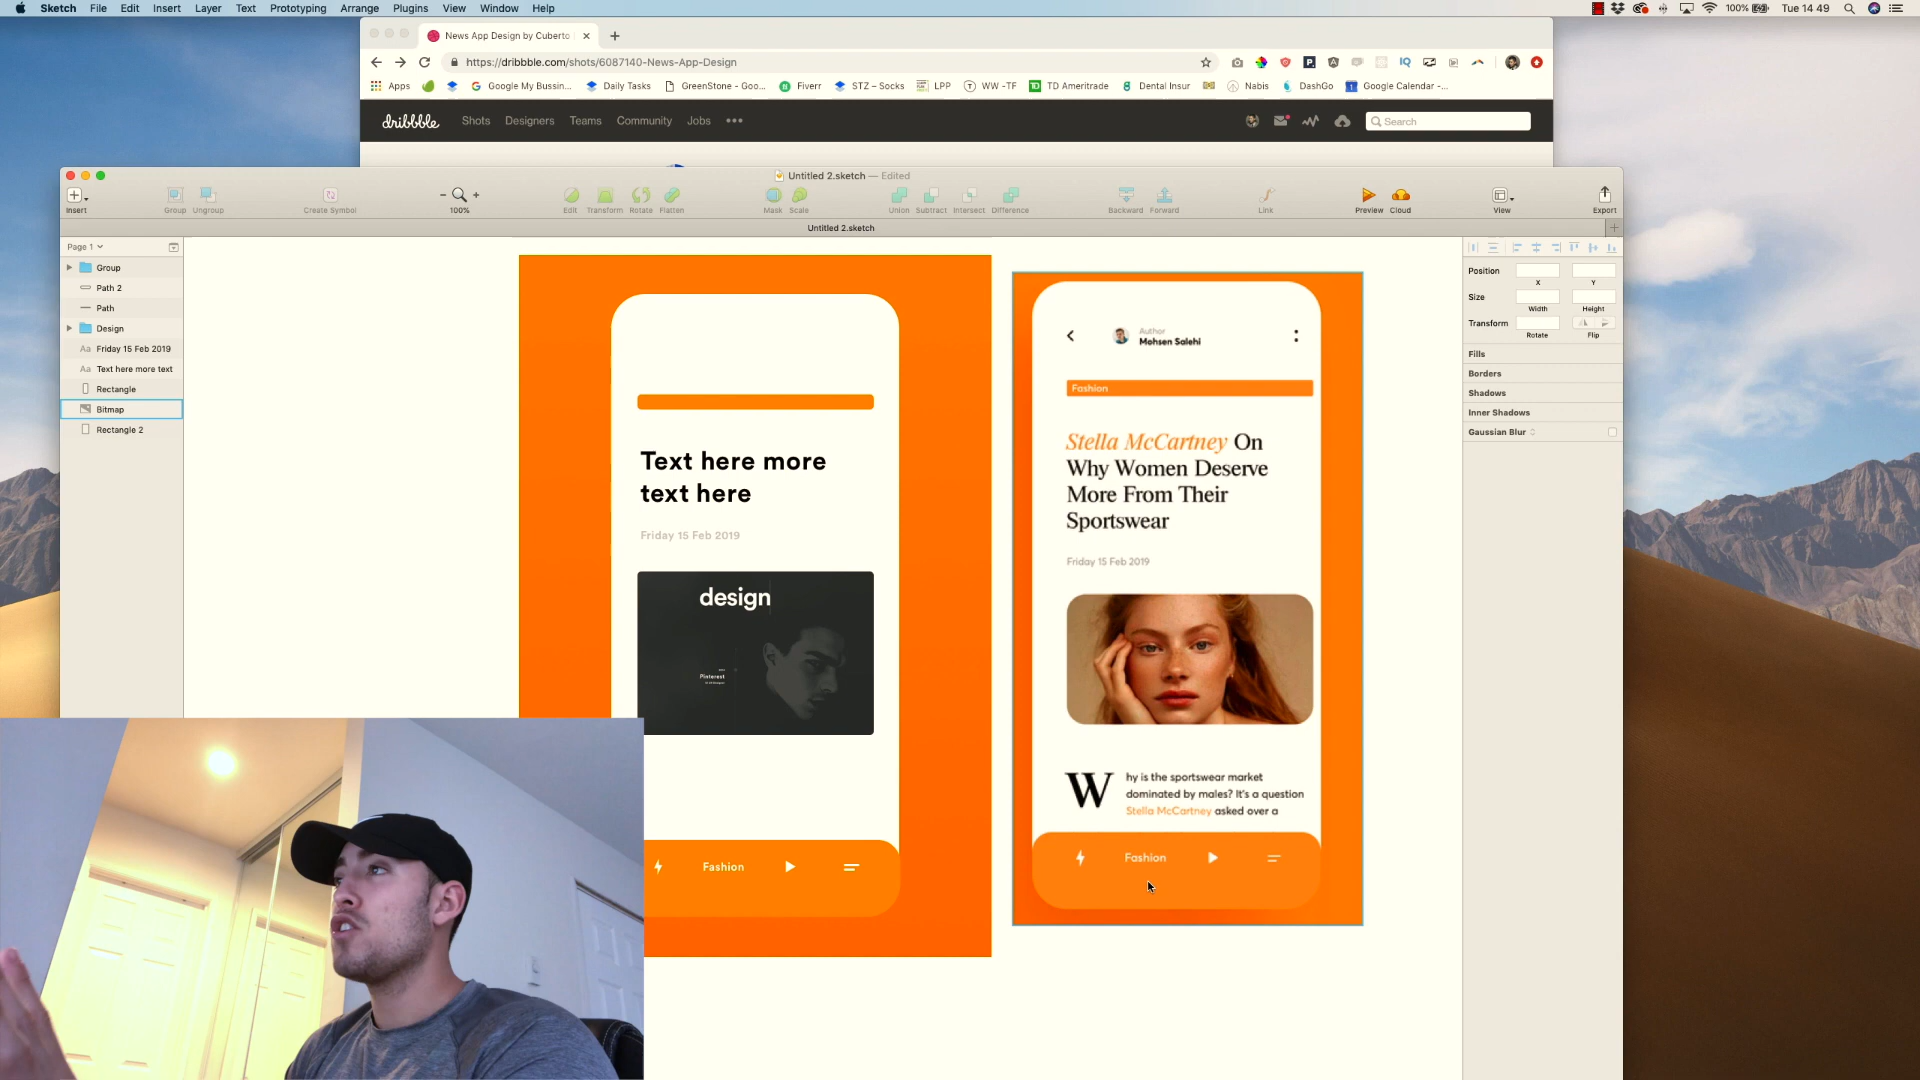 Sketch File Edit Insert Layer Text Prototyping Arrange Plugins View Window Help
100% Tue 14 49
News App Design by Cuberto
https://dribbble.com/shots/6087140-News-App-Design
Apps Google My Bussin... Daily Tasks GreenStone - Goo... Fiverr STZ – Socks LPP WW -TF TD Ameritrade Dental Insur Nabis DashGo Google Calendar -...
dribbble Shots Designers Teams Community Jobs Search
Untitled 2.sketch — Edited
Insert Group Ungroup Create Symbol 100% Edit Transform Rotate Flatten Mask Scale Union Subtract Intersect Difference Backward Forward Link Preview Cloud View Export
Untitled 2.sketch
Page 1
Group
Path 2
Path
Design
Aa Friday 15 Feb 2019
Aa Text here more text
Rectangle
Bitmap
Rectangle 2
Text here more
text here
Friday 15 Feb 2019
design
Pinterest
Fashion
Author
Mohsen Salehi
Fashion
Stella McCartney On
Why Women Deserve
More From Their
Sportswear
Friday 15 Feb 2019
W
hy is the sportswear market
dominated by males? It's a question
Stella McCartney asked over a
Fashion
Position
X Y
Size
Width Height
Transform
Rotate Flip
Fills
Borders
Shadows
Inner Shadows
Gaussian Blur